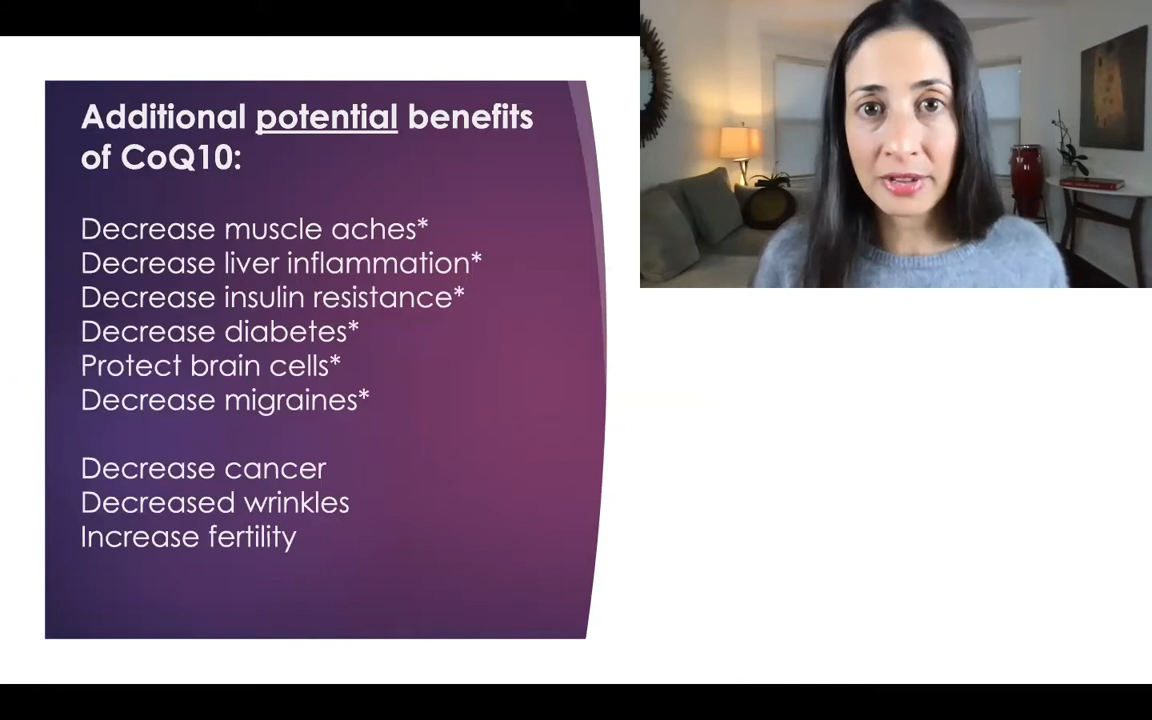 Additional potential benefits
of CoQ10:
Decrease muscle aches*
Decrease liver inflammation*
Decrease insulin resistance*
Decrease diabetes*
Protect brain cells*
Decrease migraines*
Decrease cancer
Decreased wrinkles
Increase fertility